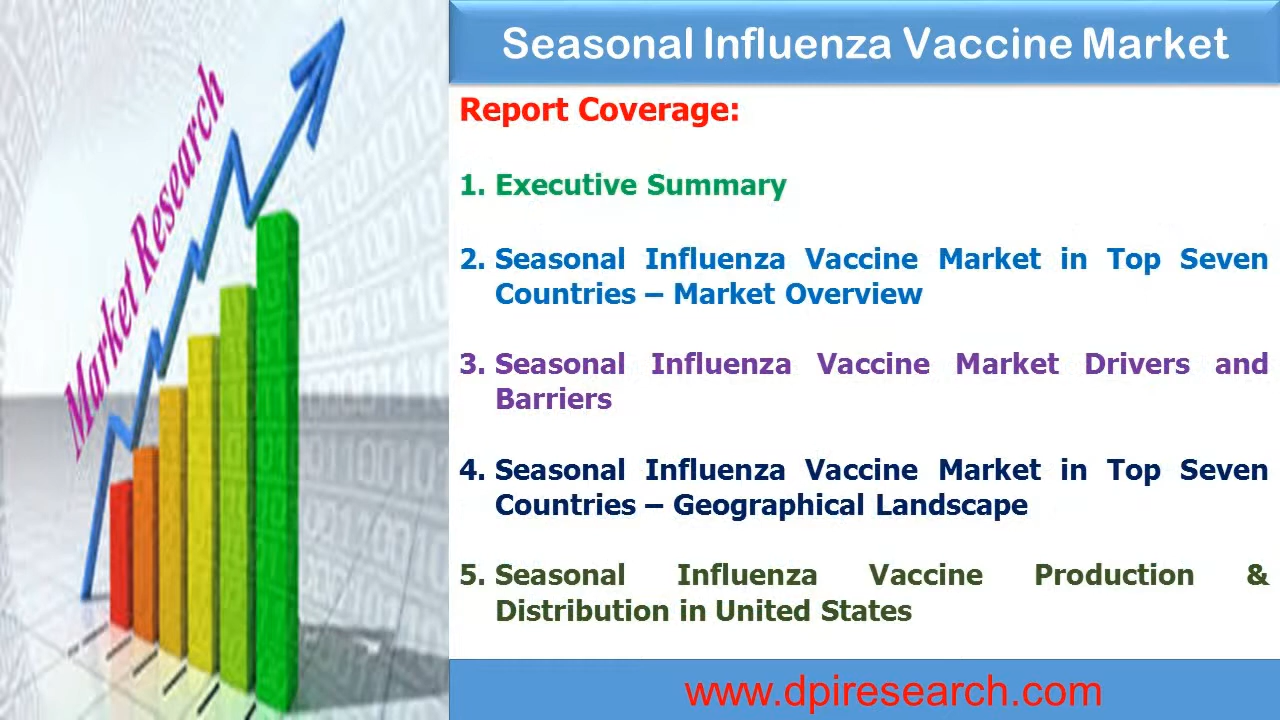 Seasonal Influenza Vaccine Market
Market Research
Report Coverage:
1. Executive Summary
2. Seasonal Influenza Vaccine Market in Top Seven
Countries – Market Overview
3. Seasonal Influenza Vaccine Market Drivers and
Barriers
4. Seasonal Influenza Vaccine Market in Top Seven
Countries – Geographical Landscape
5. Seasonal Influenza Vaccine Production &
Distribution in United States
www.dpiresearch.com